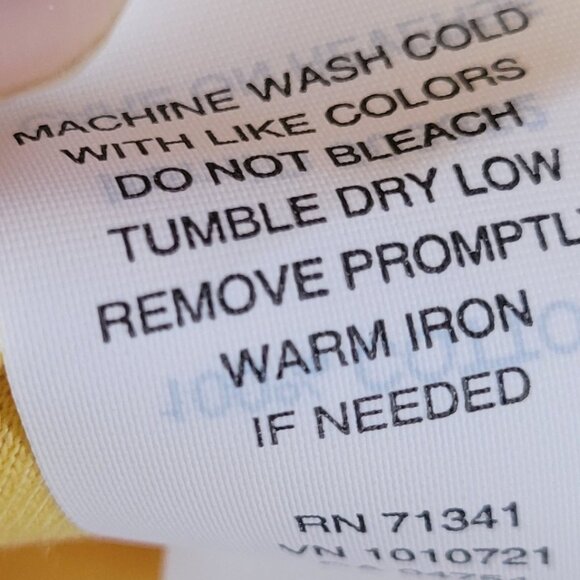 MACHINE WASH COLD
WITH LIKE COLORS
DO NOT BLEACH
TUMBLE DRY LOW
REMOVE PROMPTL
WARM IRON
IF NEEDED
RN 71341
VN 1010721